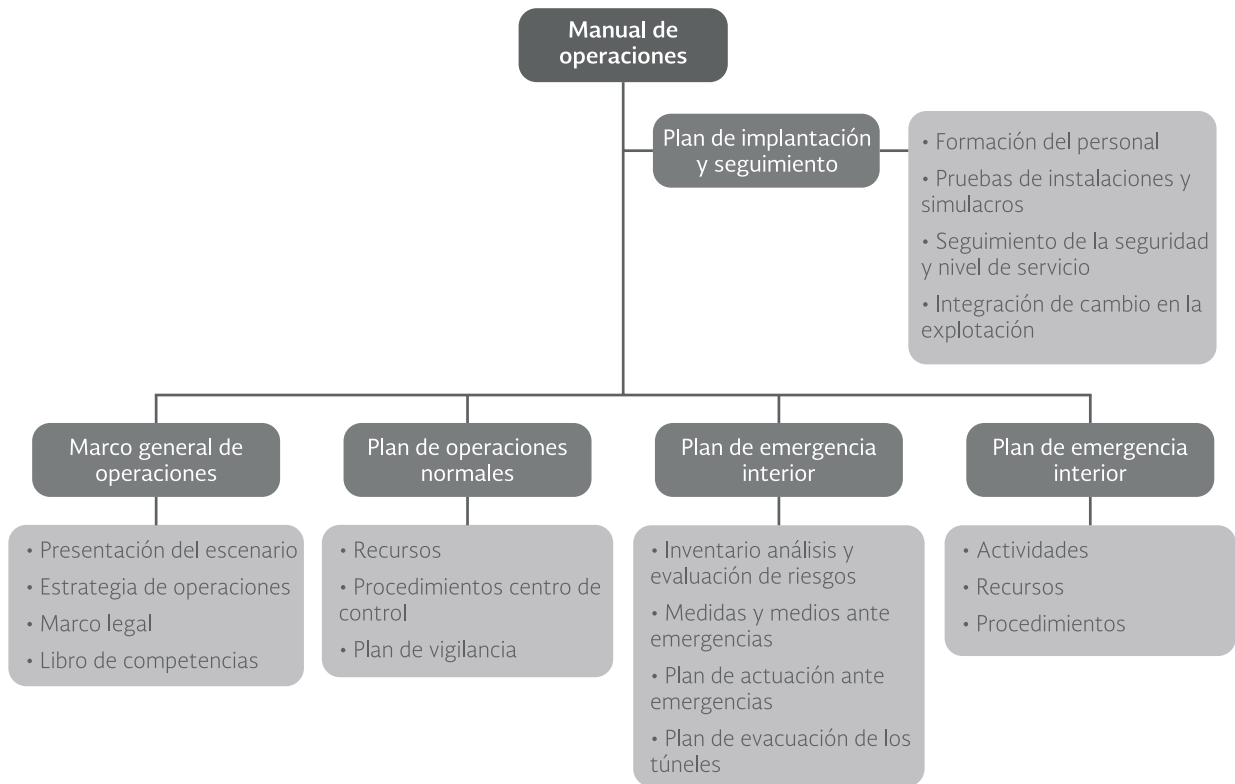 Manual de
operaciones
Plan de implantación
y seguimiento
• Formación del personal
• Pruebas de instalaciones y
simulacros
• Seguimiento de la seguridad
y nivel de servicio
• Integración de cambio en la
explotación
Marco general de
operaciones
• Presentación del escenario
• Estrategia de operaciones
• Marco legal
• Libro de competencias
Plan de operaciones
normales
• Recursos
• Procedimientos centro de
control
• Plan de vigilancia
Plan de emergencia
interior
• Inventario análisis y
evaluación de riesgos
• Medidas y medios ante
emergencias
• Plan de actuación ante
emergencias
• Plan de evacuación de los
túneles
Plan de emergencia
interior
• Actividades
• Recursos
• Procedimientos